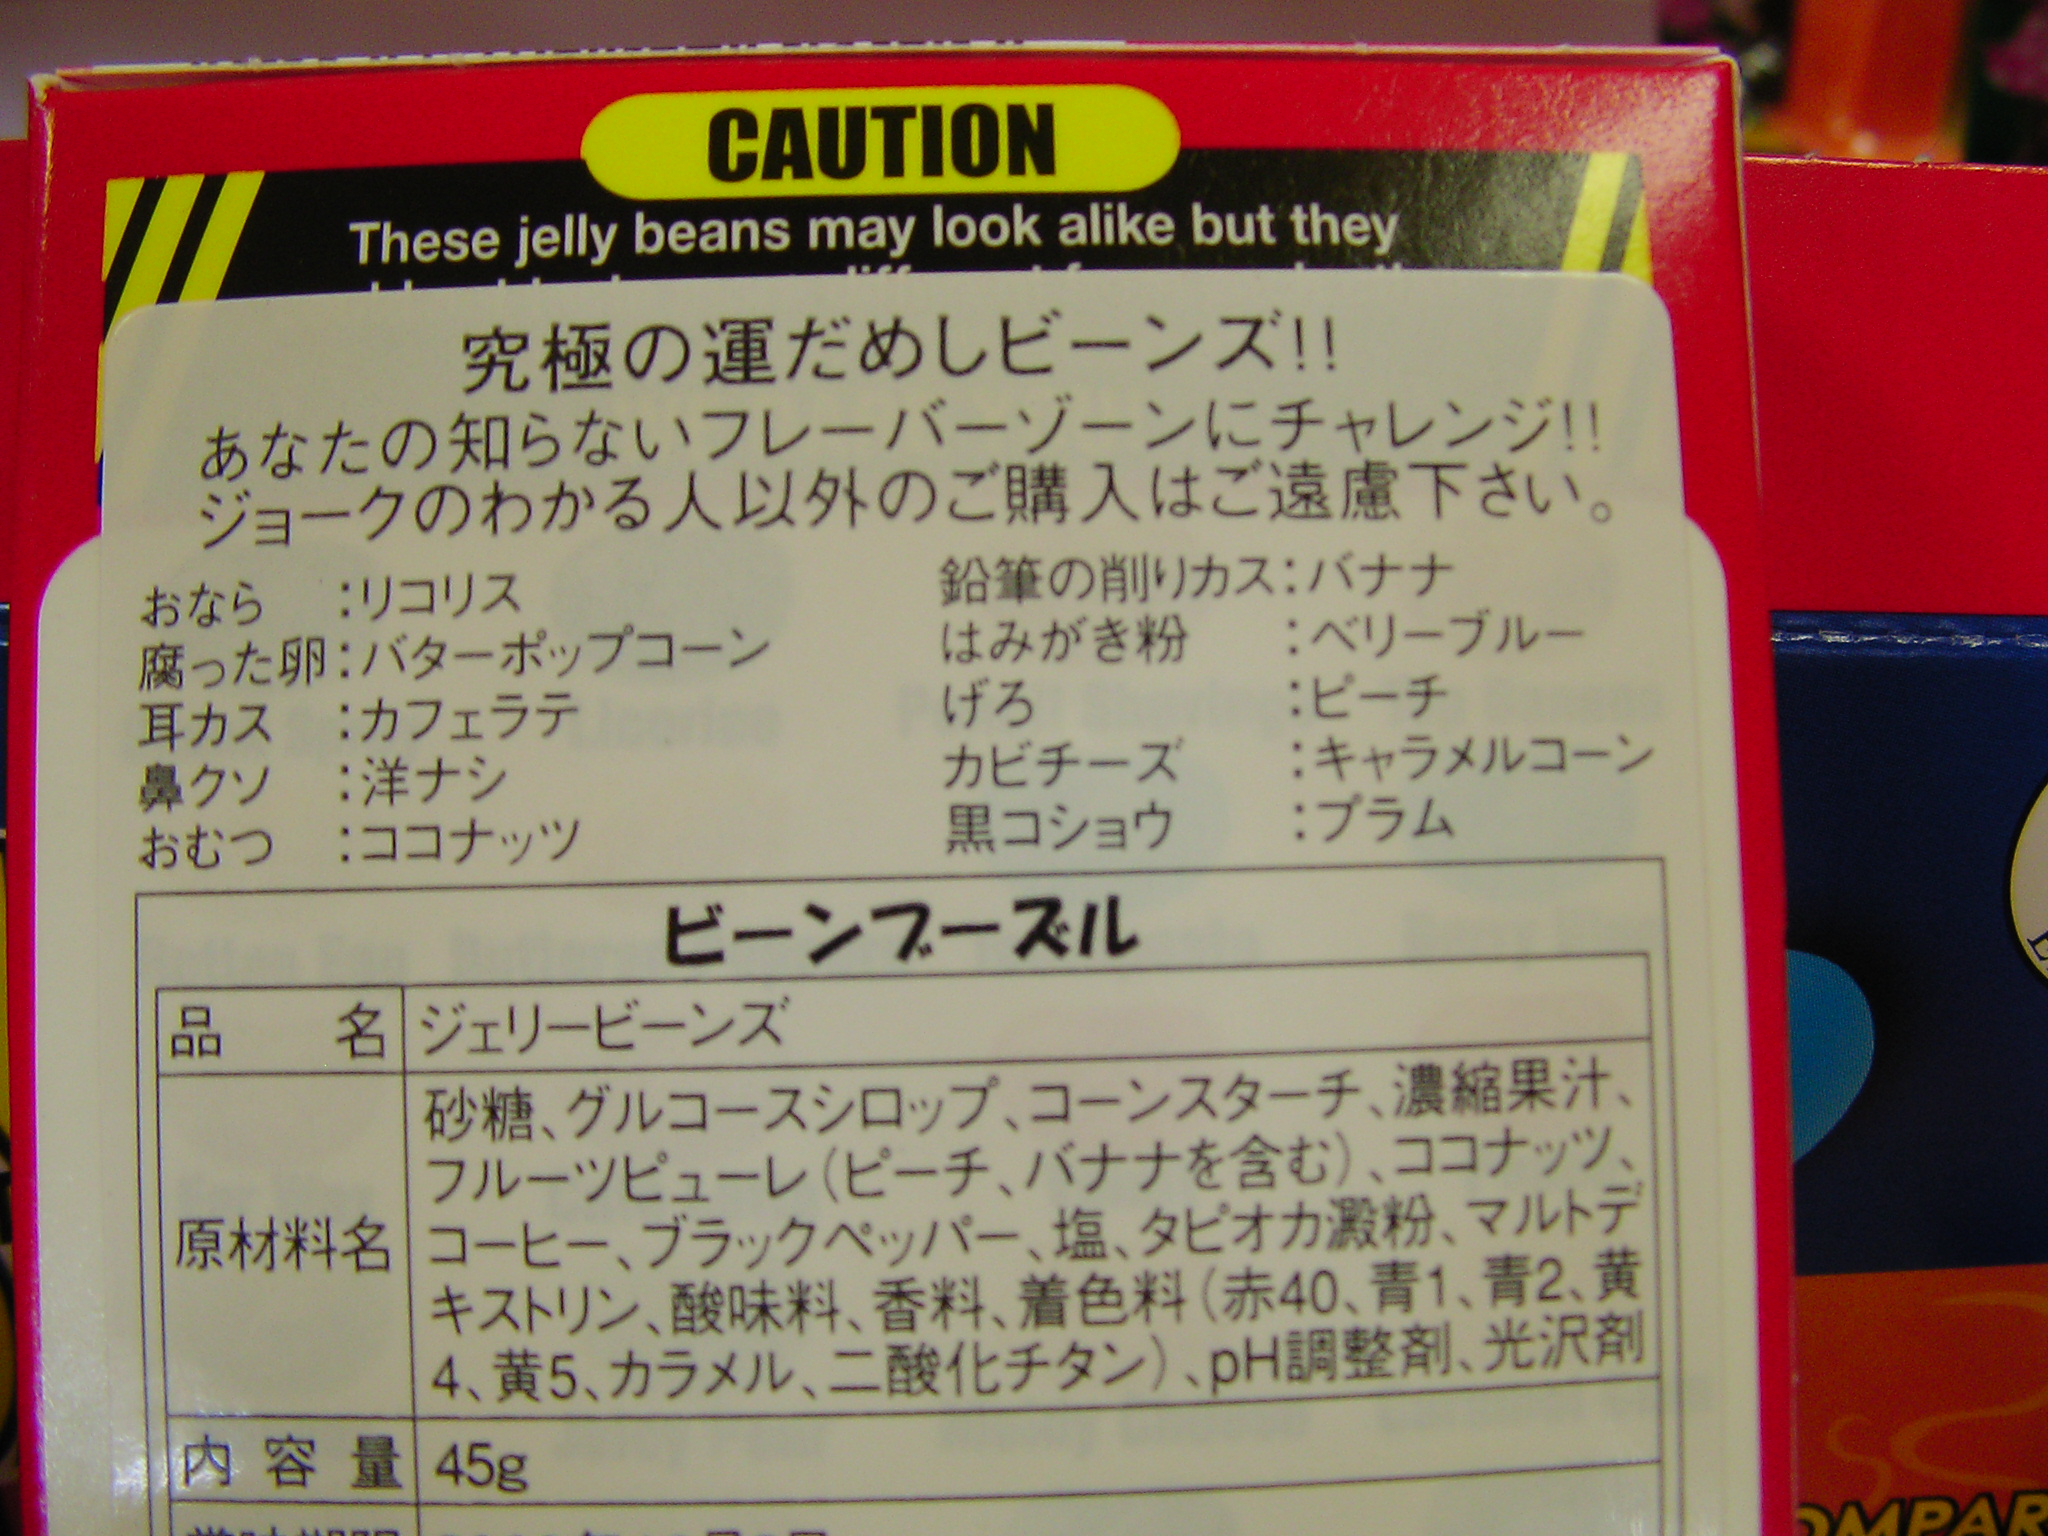 CAUTION
These jelly beans may look alike but they
究極の運だめしビーンズ!!
あなたの知らないフレーバーゾーンにチャレンジ!!
ジョークのわかる人以外のご購入はご遠慮下さい。
おなら :リコリス
腐った卵:バターポップコーン
耳カス :カフェラテ
鼻クソ :洋ナシ
おむつ :ココナッツ
鉛筆の削りカス:バナナ
はみがき粉 :ベリーブルー
げろ :ピーチ
カビチーズ :キャラメルコーン
黒コショウ :プラム
ビーンブーズル
品名 ジェリービーンズ
原材料名
砂糖、グルコースシロップ、コーンスターチ、濃縮果汁、
フルーツピューレ(ピーチ、バナナを含む)、ココナッツ、
コーヒー、ブラックペッパー、塩、タピオカ澱粉、マルトデ
キストリン、酸味料、香料、着色料(赤40、青1、青2、黄
4、黄5、カラメル、二酸化チタン)、pH調整剤、光沢剤
内容量 45g